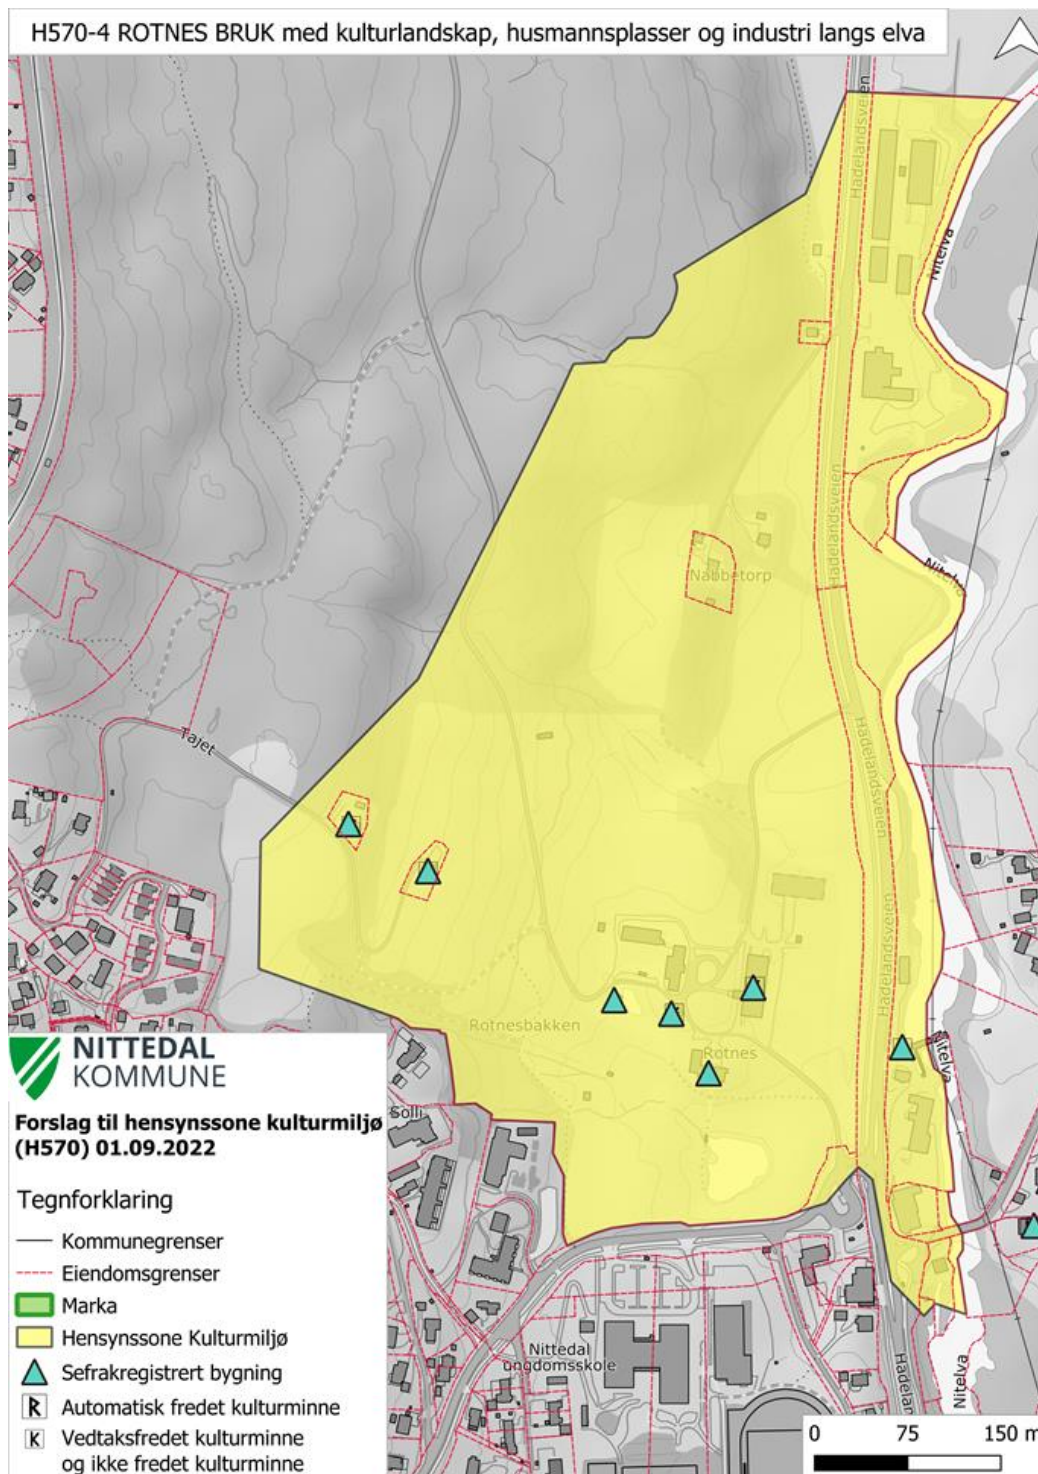 H570-4 ROTNES BRUK med kulturlandskap, husmannsplasser og industri langs elva
Hadelandsveien
Nitelva
Hadelandsveien
Nitelva
Nabbetorp
Tajet
Hadelandsveien
Hadelandsveien
Rotnesbakken
Rotnes
Nitelva
Solli
Nittedal
ungdomsskole
Hadelan
Nitelva
NITTEDAL
KOMMUNE
Forslag til hensynssone kulturmiljø
(H570) 01.09.2022
Tegnforklaring
Kommunegrenser
Eiendomsgrenser
Marka
Hensynssone Kulturmiljø
Sefrakregistrert bygning
R Automatisk fredet kulturminne
K Vedtaksfredet kulturminne
og ikke fredet kulturminne
0 75 150 m